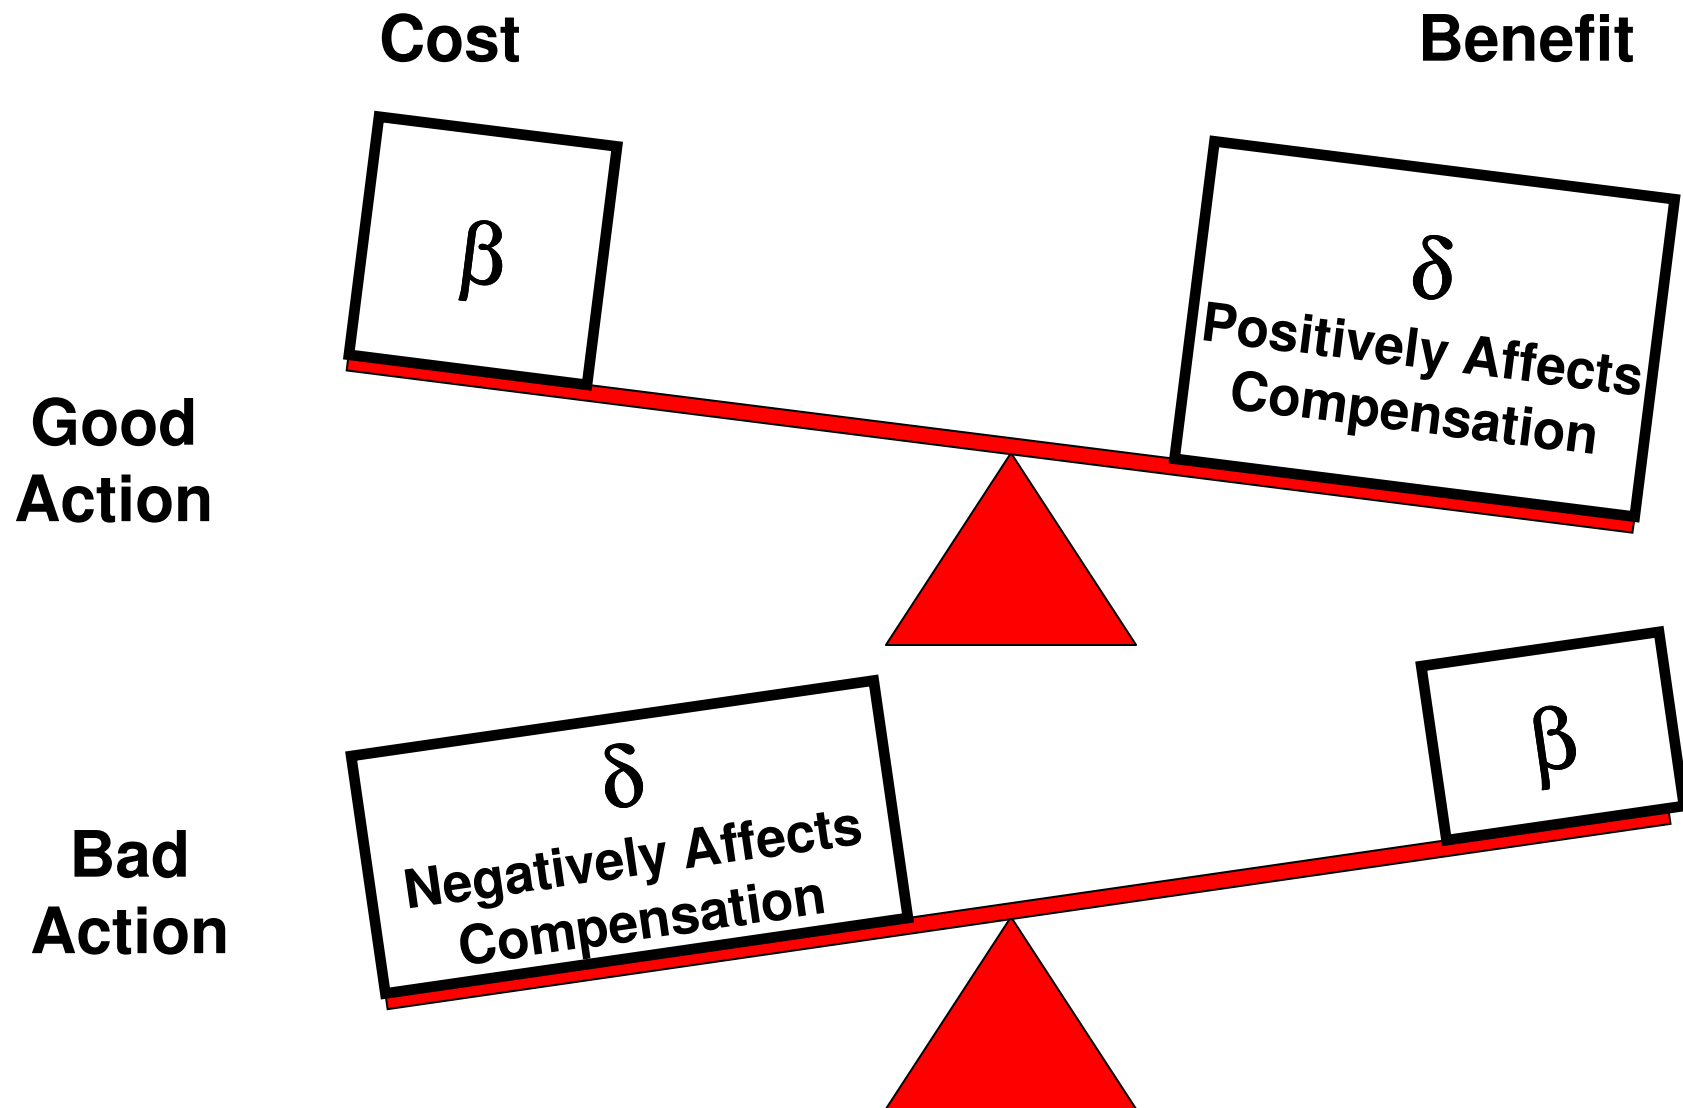 Cost
Benefit
β
δ
Positively Affects
Compensation
Good
Action
β
δ
Negatively Affects
Compensation
Bad
Action